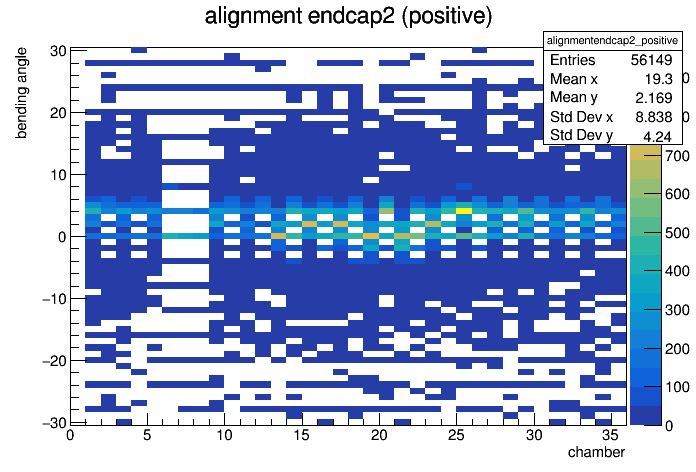 alignment endcap2 (positive)
alignmentendcap2_positive
Entries 56149
Mean x 19.3
Mean y 2.169
Std Dev x 8.838
Std Dev y 4.24
bending angle
30
20
10
0
−10
−20
−30
0 5 10 15 20 25 30 35
chamber
0
0
700
600
500
400
300
200
100
0